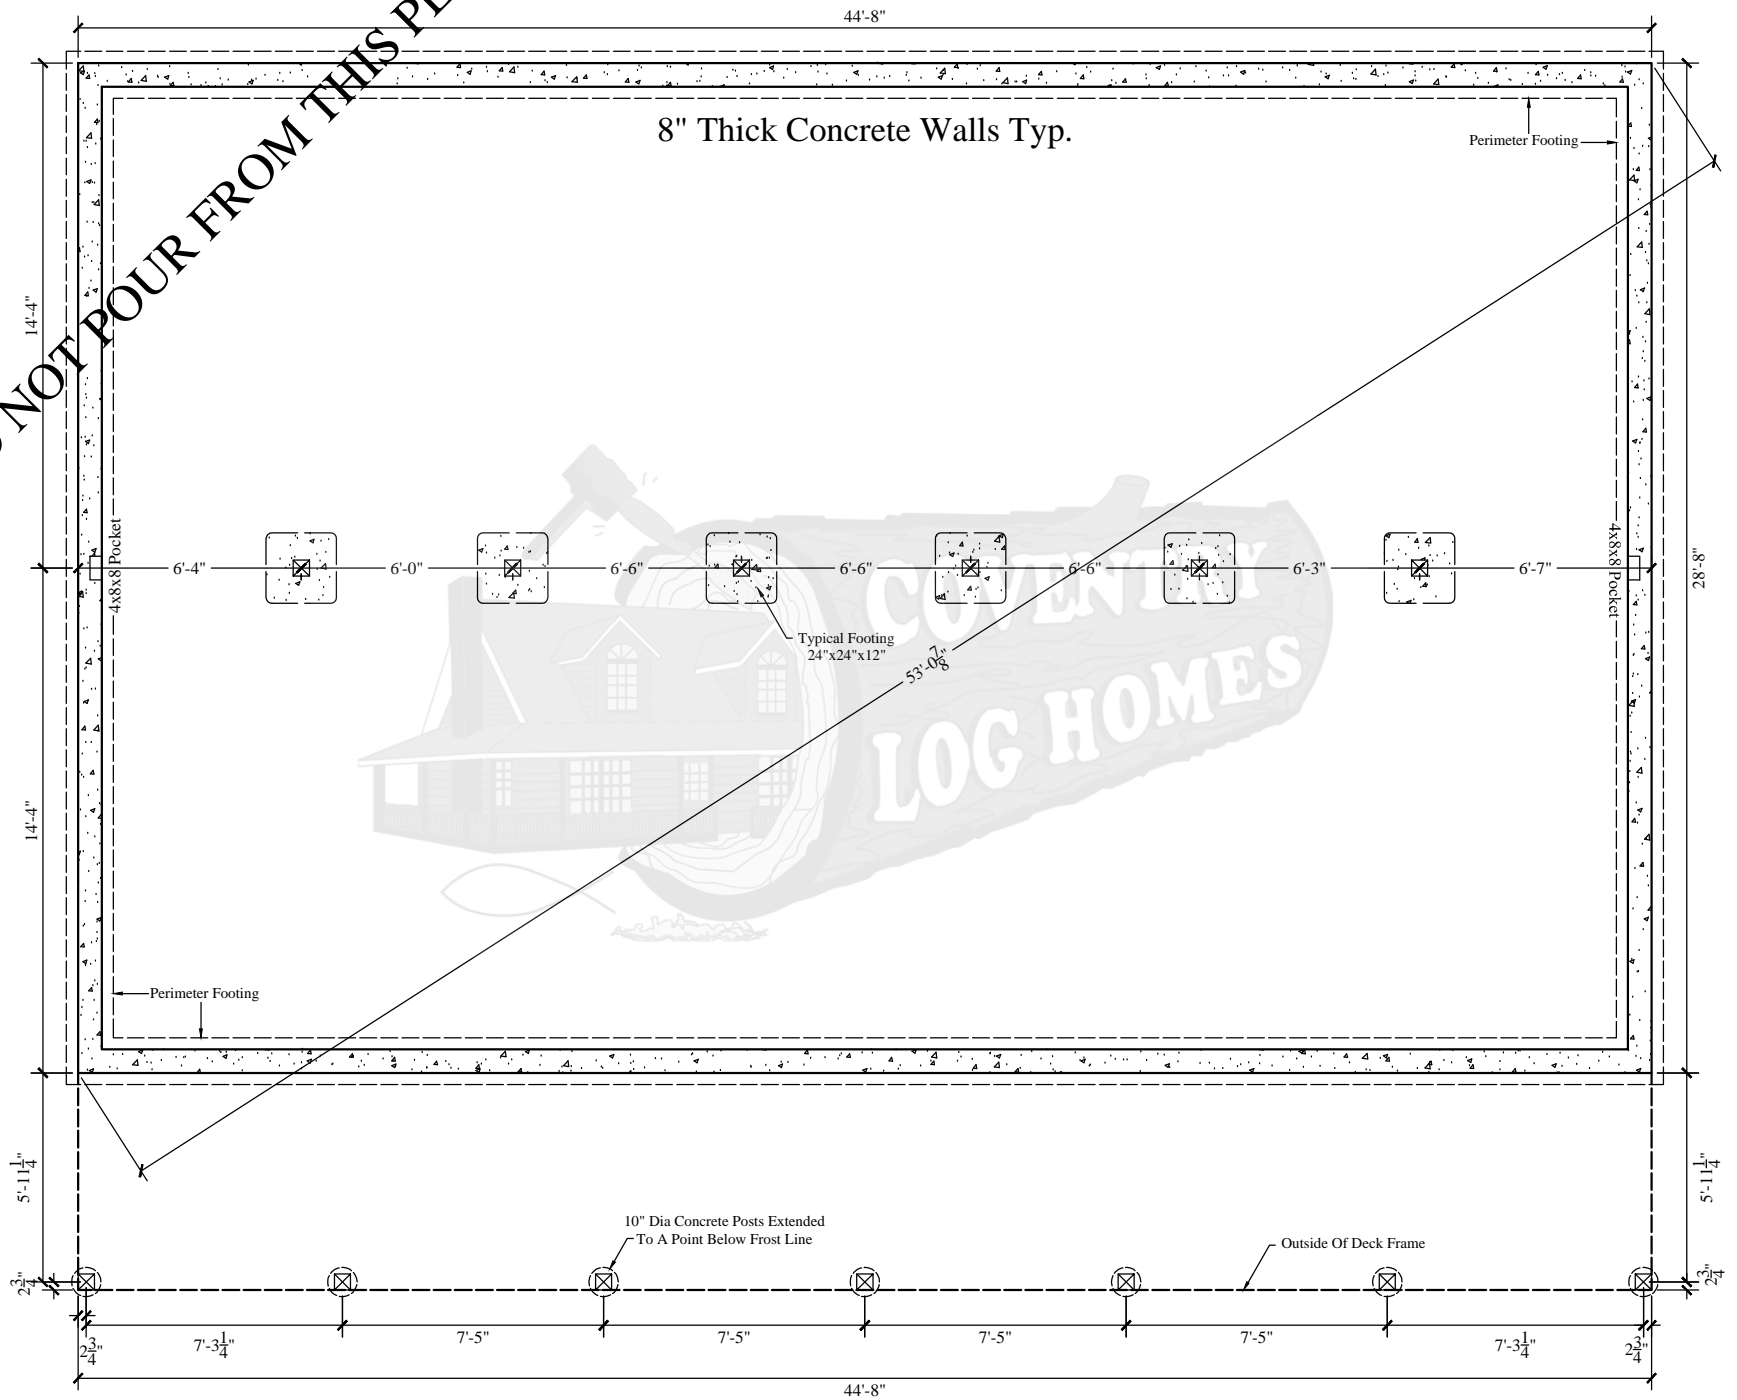 44'-8"
NOT POUR FROM THIS
8" Thick Concrete Walls Typ.
Perimeter Footing
14'-4"
4x8x8 Pocket
6'-4"
6'-0"
6'-6"
6'-6"
6'-6"
6'-3"
6'-7"
4x8x8 Pocket
28'-8"
Typical Footing
24"x24"x12"
53'-0 7/8"
COVENTRY
LOG HOMES
14'-4"
Perimeter Footing
5'-11 1/4"
5'-11 1/4"
10" Dia Concrete Posts Extended
To A Point Below Frost Line
Outside Of Deck Frame
2 3/4"
2 3/4"
2 3/4"
7'-3 1/4"
7'-5"
7'-5"
7'-5"
7'-5"
7'-3 1/4"
2 3/4"
44'-8"